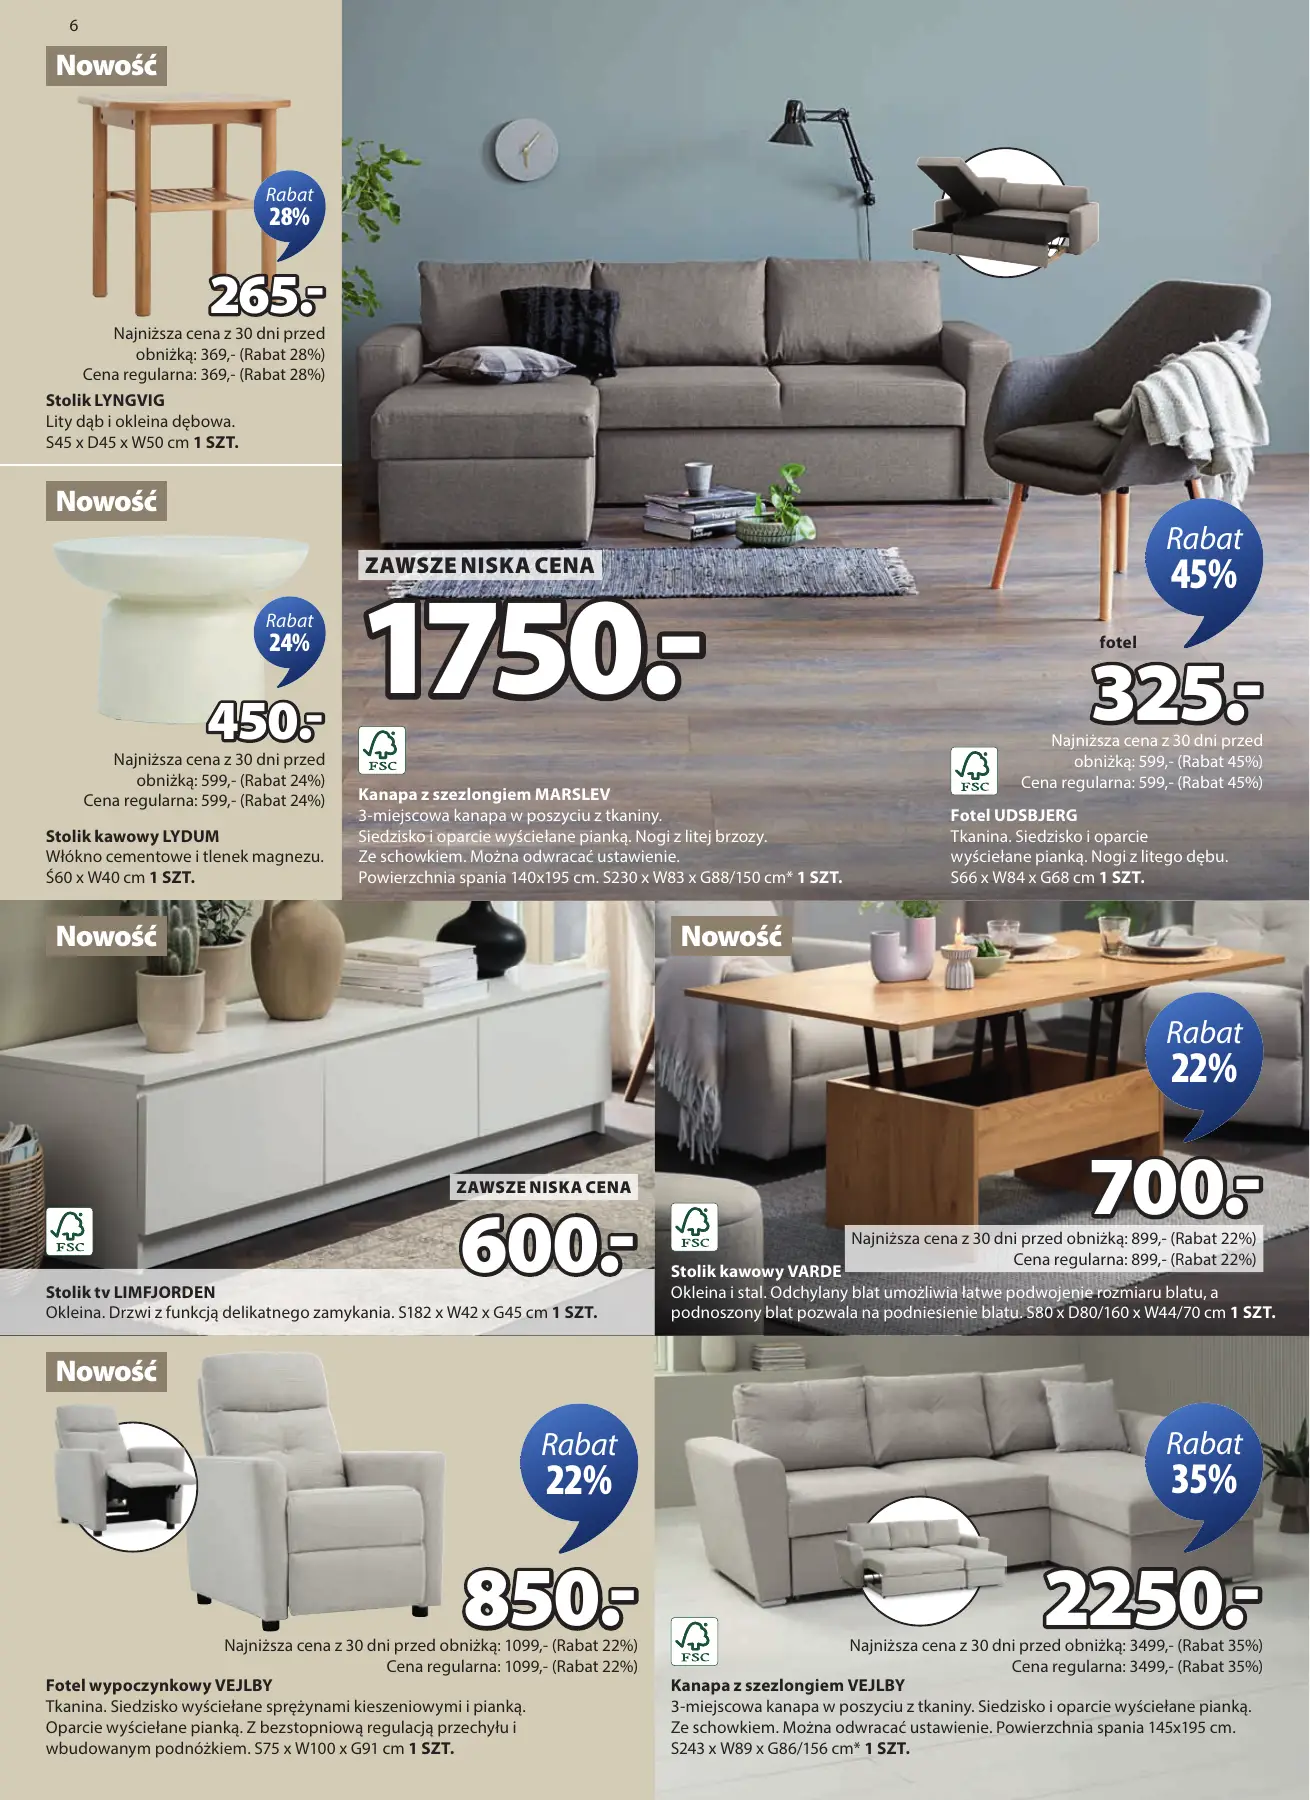 6
Nowość
Rabat
28%
265.-
Najniższa cena z 30 dni przed
obniżką: 369,- (Rabat 28%)
Cena regularna: 369,- (Rabat 28%)
Stolik LYNGVIG
Lity dąb i okleina dębowa.
S45 x D45 x W50 cm 1 SZT.
Nowość
Rabat
24%
450.-
Najniższa cena z 30 dni przed
obniżką: 599,- (Rabat 24%)
Cena regularna: 599,- (Rabat 24%)
Stolik kawowy LYDUM
Włókno cementowe i tlenek magnezu.
Ś60 x W40 cm 1 SZT.
ZAWSZE NISKA CENA
1750.-
FSC
Kanapa z szezlongiem MARSLEV
3-miejscowa kanapa w poszyciu z tkaniny.
Siedzisko i oparcie wyściełane pianką. Nogi z litej brzozy.
Ze schowkiem. Można odwracać ustawienie.
Powierzchnia spania 140x195 cm. S230 x W83 x G88/150 cm* 1 SZT.
Rabat
45%
fotel
325.-
Najniższa cena z 30 dni przed
obniżką: 599,- (Rabat 45%)
Cena regularna: 599,- (Rabat 45%)
FSC
Fotel UDSBJERG
Tkanina. Siedzisko i oparcie
wyściełane pianką. Nogi z litego dębu.
S66 x W84 x G68 cm 1 SZT.
Nowość
ZAWSZE NISKA CENA
600.-
FSC
Stolik tv LIMFJORDEN
Okleina. Drzwi z funkcją delikatnego zamykania. S182 x W42 x G45 cm 1 SZT.
Nowość
Rabat
22%
700.-
Najniższa cena z 30 dni przed obniżką: 899,- (Rabat 22%)
Cena regularna: 899,- (Rabat 22%)
FSC
Stolik kawowy VARDE
Okleina i stal. Odchylany blat umożliwia łatwe podwojenie rozmiaru blatu, a
podnoszony blat pozwala na podniesienie blatu. S80 x D80/160 x W44/70 cm 1 SZT.
Nowość
Rabat
22%
850.-
Najniższa cena z 30 dni przed obniżką: 1099,- (Rabat 22%)
Cena regularna: 1099,- (Rabat 22%)
Fotel wypoczynkowy VEJLBY
Tkanina. Siedzisko wyściełane sprężynami kieszeniowymi i pianką.
Oparcie wyściełane pianką. Z bezstopniową regulacją przechyłu i
wbudowanym podnóżkiem. S75 x W100 x G91 cm 1 SZT.
Rabat
35%
2250.-
Najniższa cena z 30 dni przed obniżką: 3499,- (Rabat 35%)
Cena regularna: 3499,- (Rabat 35%)
FSC
Kanapa z szezlongiem VEJLBY
3-miejscowa kanapa w poszyciu z tkaniny. Siedzisko i oparcie wyściełane pianką.
Ze schowkiem. Można odwracać ustawienie. Powierzchnia spania 145x195 cm.
S243 x W89 x G86/156 cm* 1 SZT.